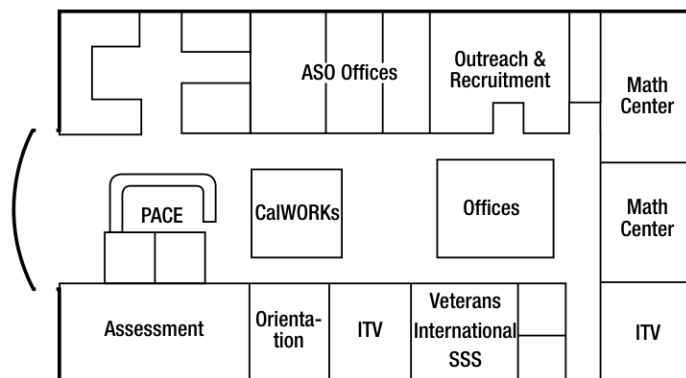 ASO Offices
Outreach &
Recruitment
Math
Center
PACE
CalWORKs
Offices
Math
Center
Assessment
Orienta-
tion
ITV
Veterans
International
SSS
ITV